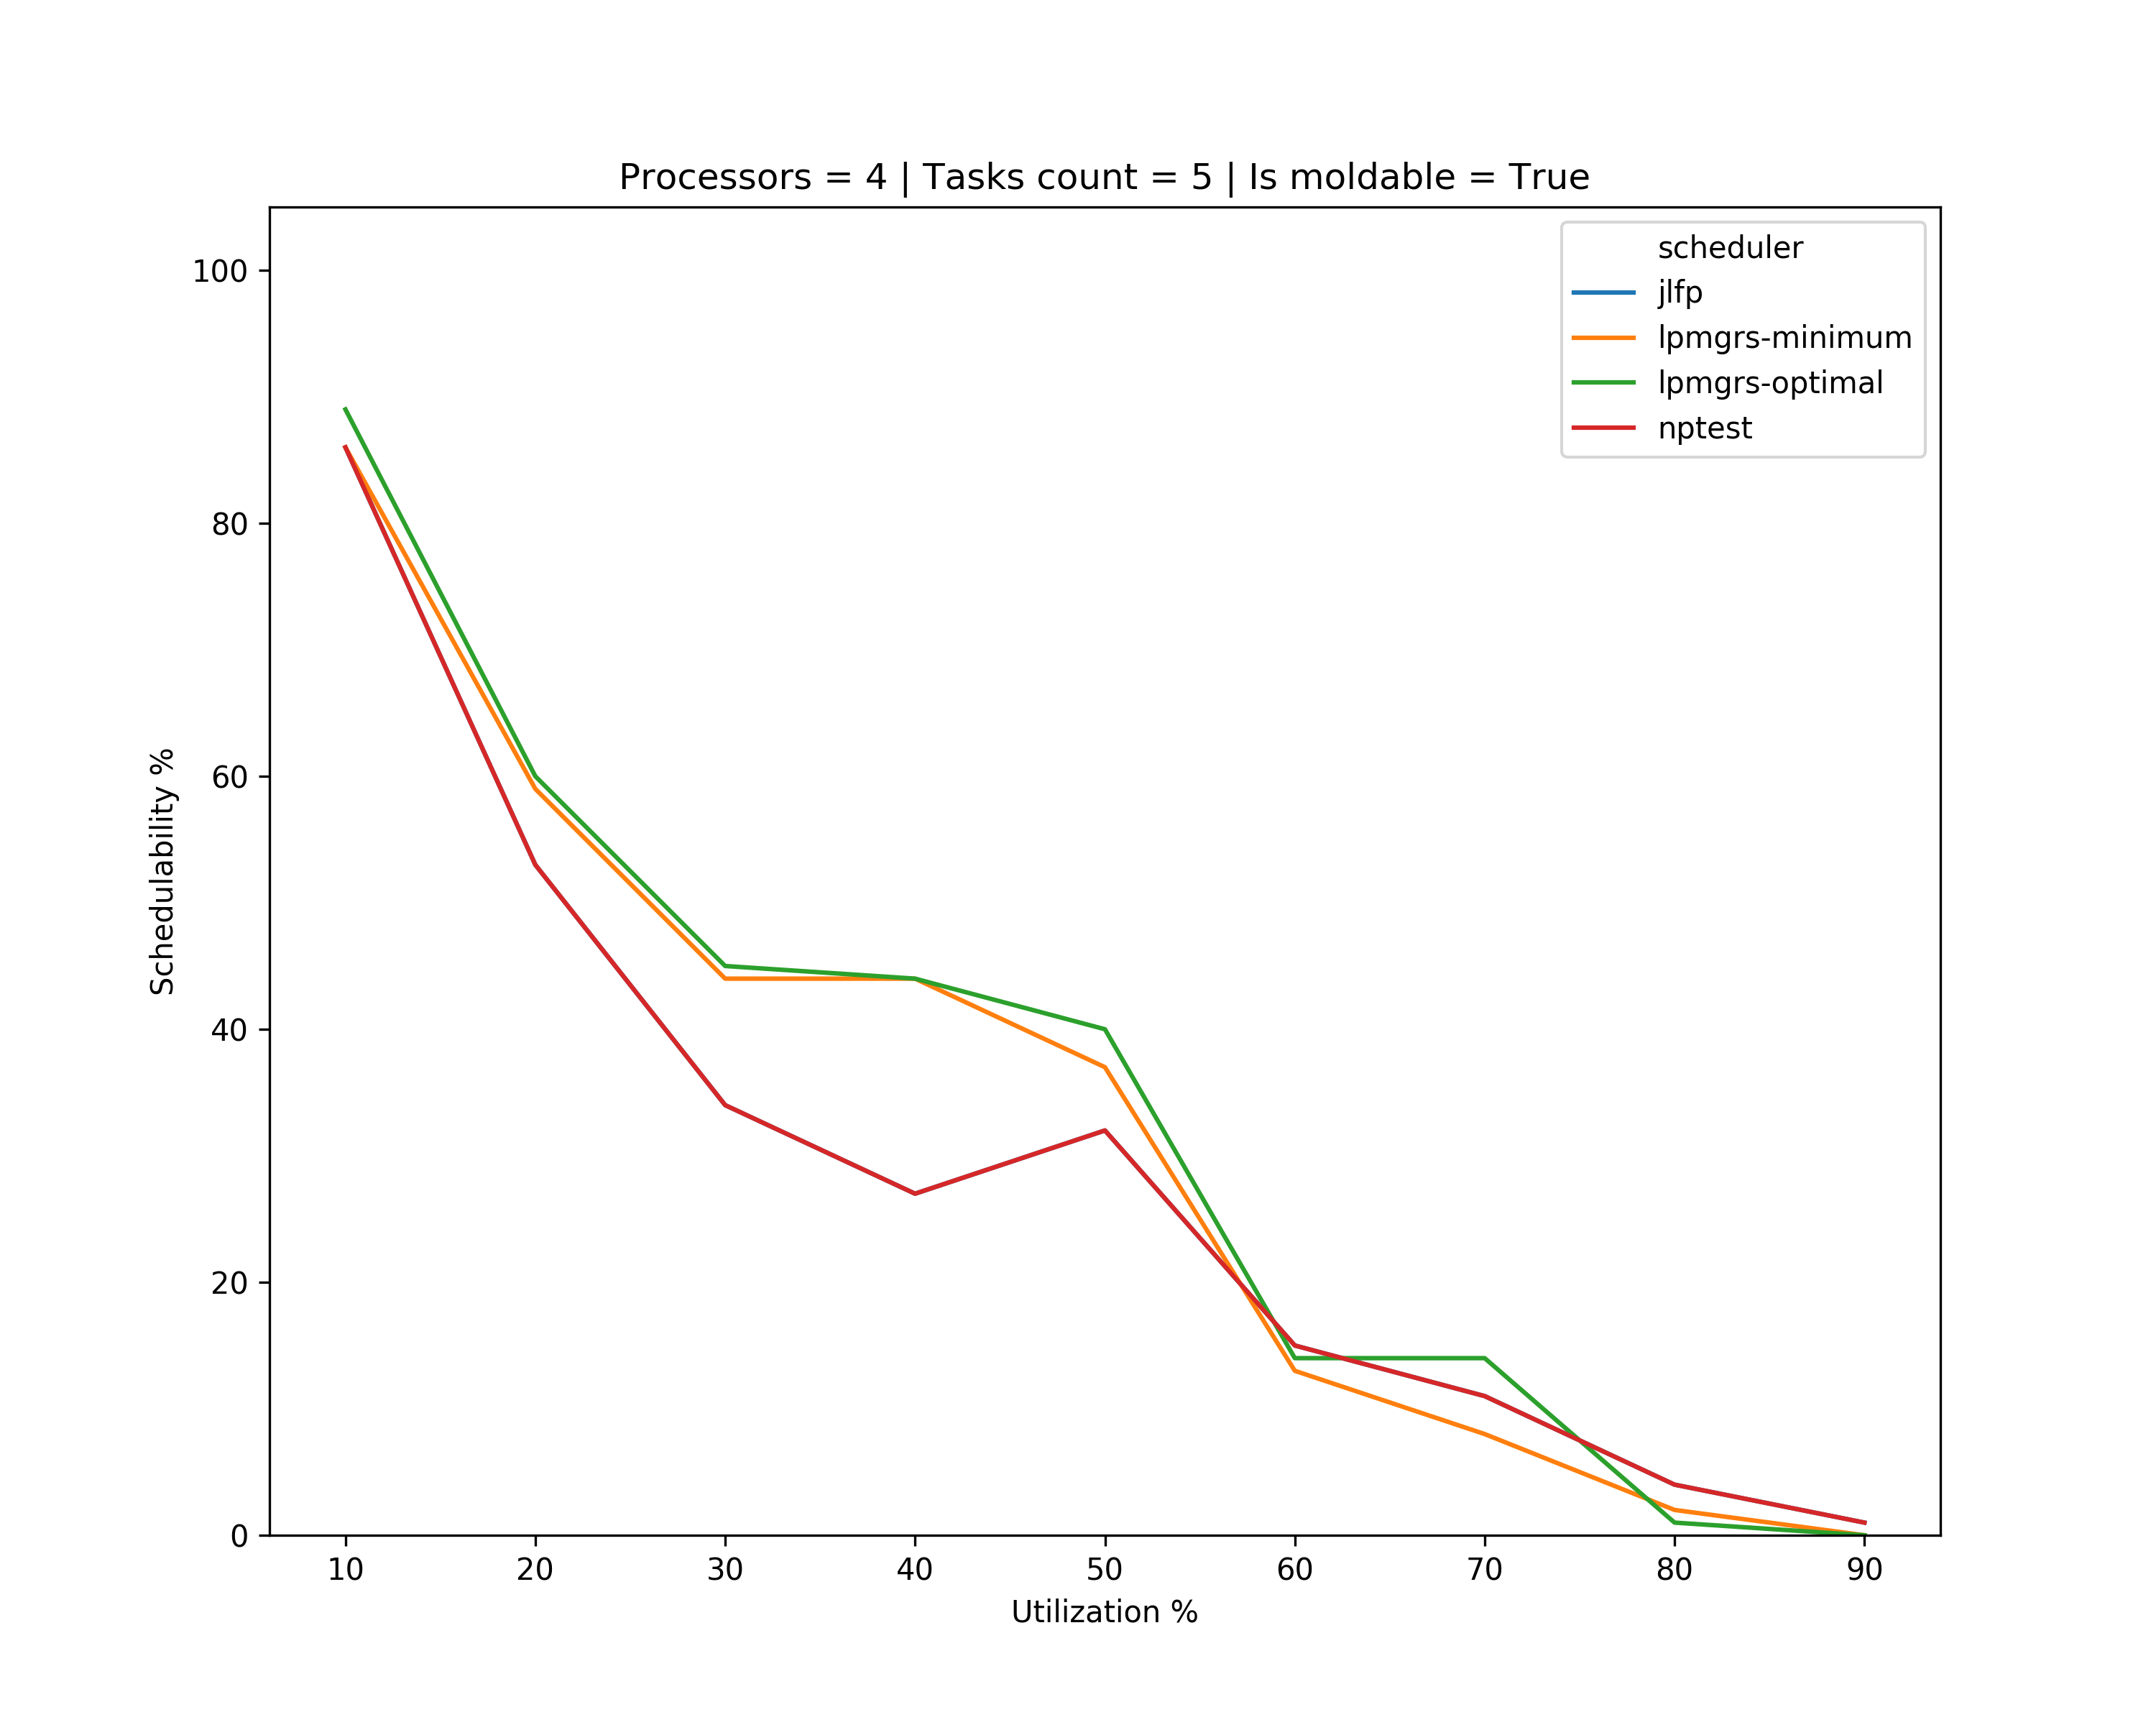 Processors = 4 | Tasks count = 5 | Is moldable = True
scheduler
jlfp
lpmgrs-minimum
lpmgrs-optimal
nptest
Schedulability %
100
80
60
40
20
0
10 20 30 40 50 60 70 80 90
Utilization %